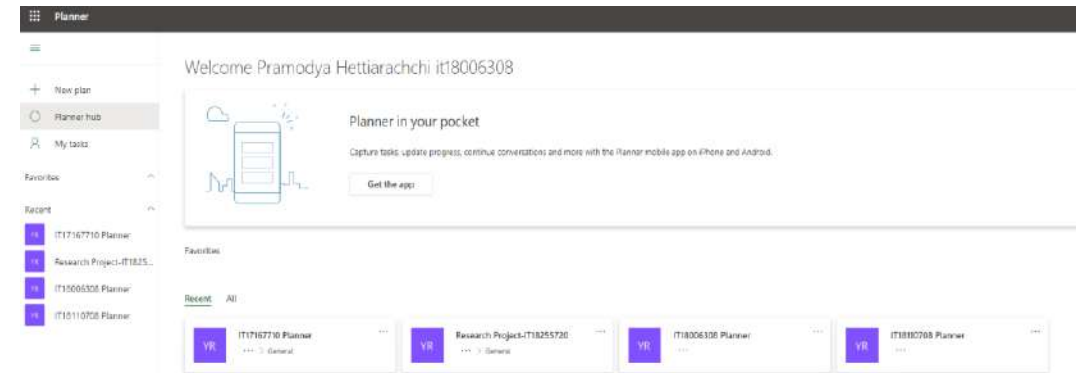 Planner
Welcome Pramodya Hettiarachchi it18006308
New plan
Planner hub
My tasks
Favorites
Recent
IT17167710 Planner
Research Project-IT1825...
IT18006308 Planner
IT18110708 Planner
Planner in your pocket
Capture tasks, update progress, continue conversations and more with the Planner mobile app on iPhone and Android.
Get the app
Favorites
Recent All
YR IT17167710 Planner ...
... > General
YR Research Project-IT18255720 ...
... > General
YR IT18006308 Planner ...
...
YR IT18110708 Planner ...
...